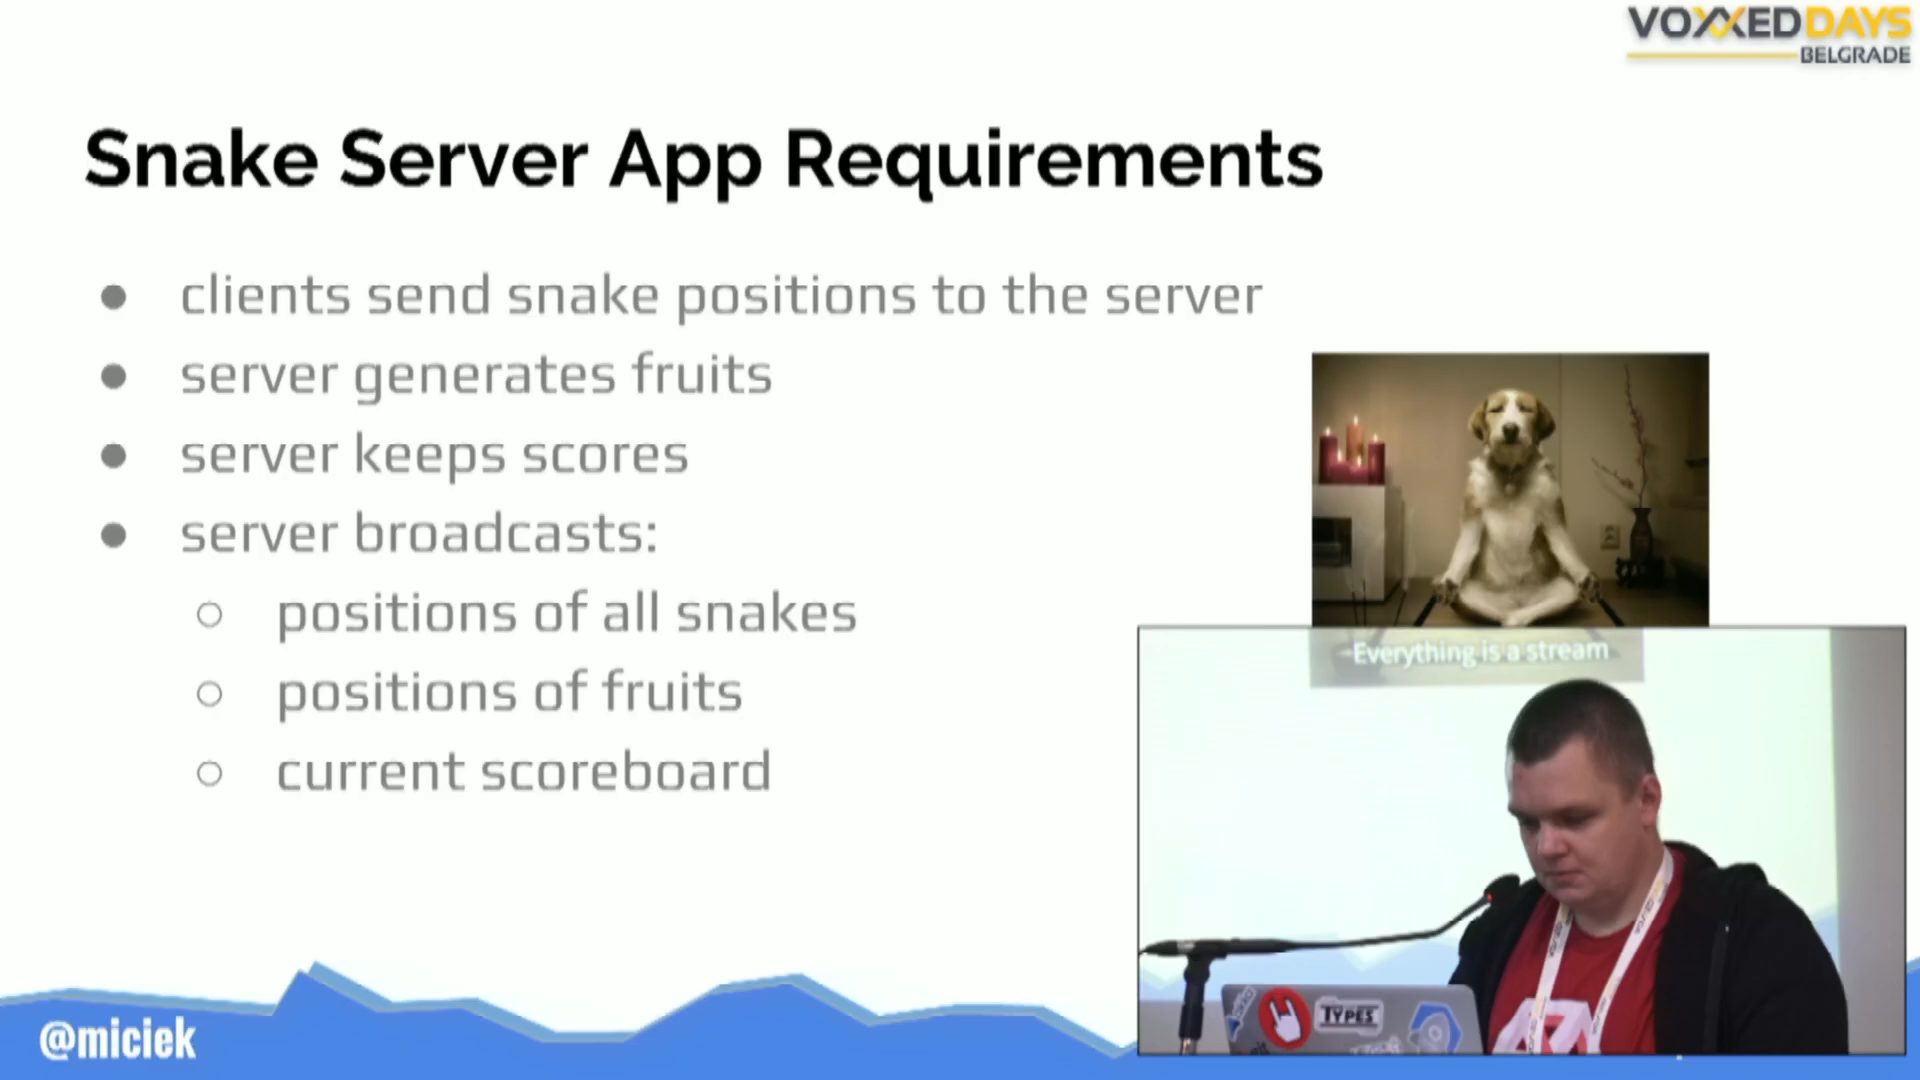 VOXXED DAYS
BELGRADE
Snake Server App Requirements
● clients send snake positions to the server
● server generates fruits
● server keeps scores
● server broadcasts:
○ positions of all snakes
○ positions of fruits
○ current scoreboard
Everything is a stream
TYPES
@miciek